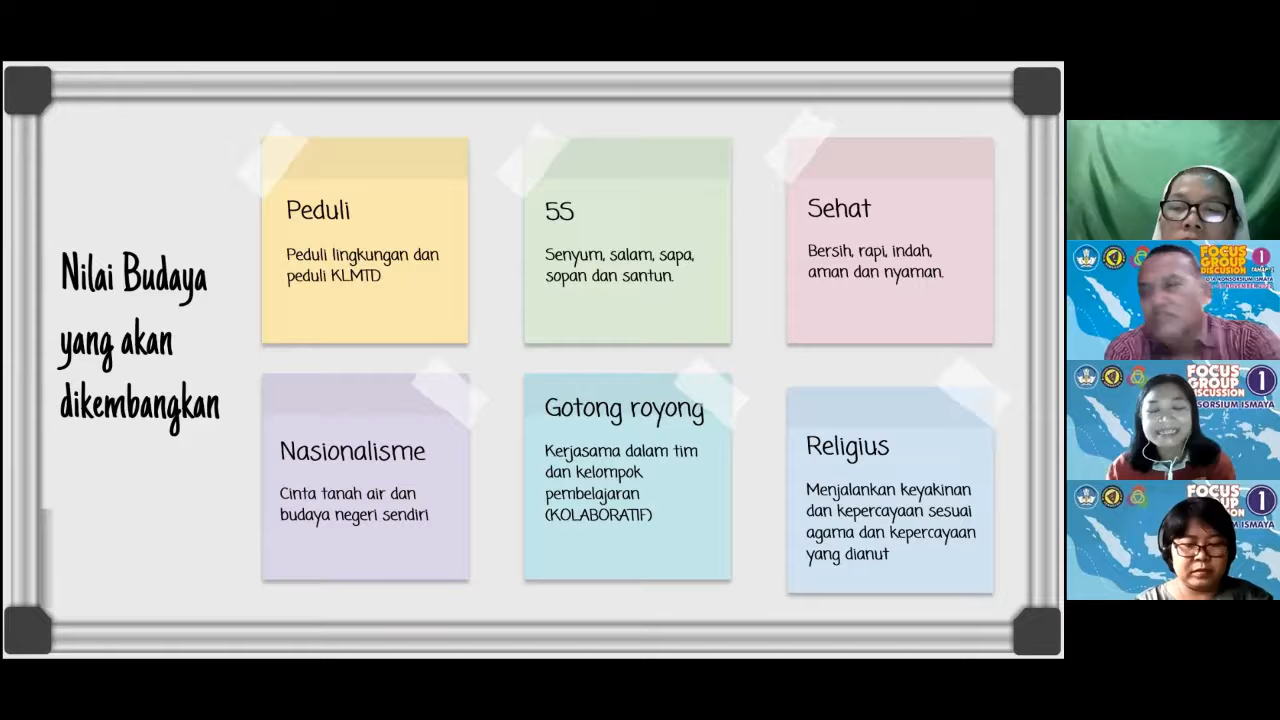 Nilai Budaya
yang akan
dikembangkan
Peduli
Peduli lingkungan dan
peduli KLMTD
5S
Senyum, salam, sapa,
sopan dan santun.
Sehat
Bersih, rapi, indah,
aman dan nyaman.
Nasionalisme
Cinta tanah air dan
budaya negeri sendiri
Gotong royong
Kerjasama dalam tim
dan kelompok
pembelajaran
(KOLABORATIF)
Religius
Menjalankan keyakinan
dan kepercayaan sesuai
agama dan kepercayaan
yang dianut
FOCUS
GROUP
DISCUSION
1
KONSORSIUM ISMAYA
FOCUS
GROUP
DISCUSSION
1
SORSIUM ISMAYA
FOCUS
1
ISMAYA